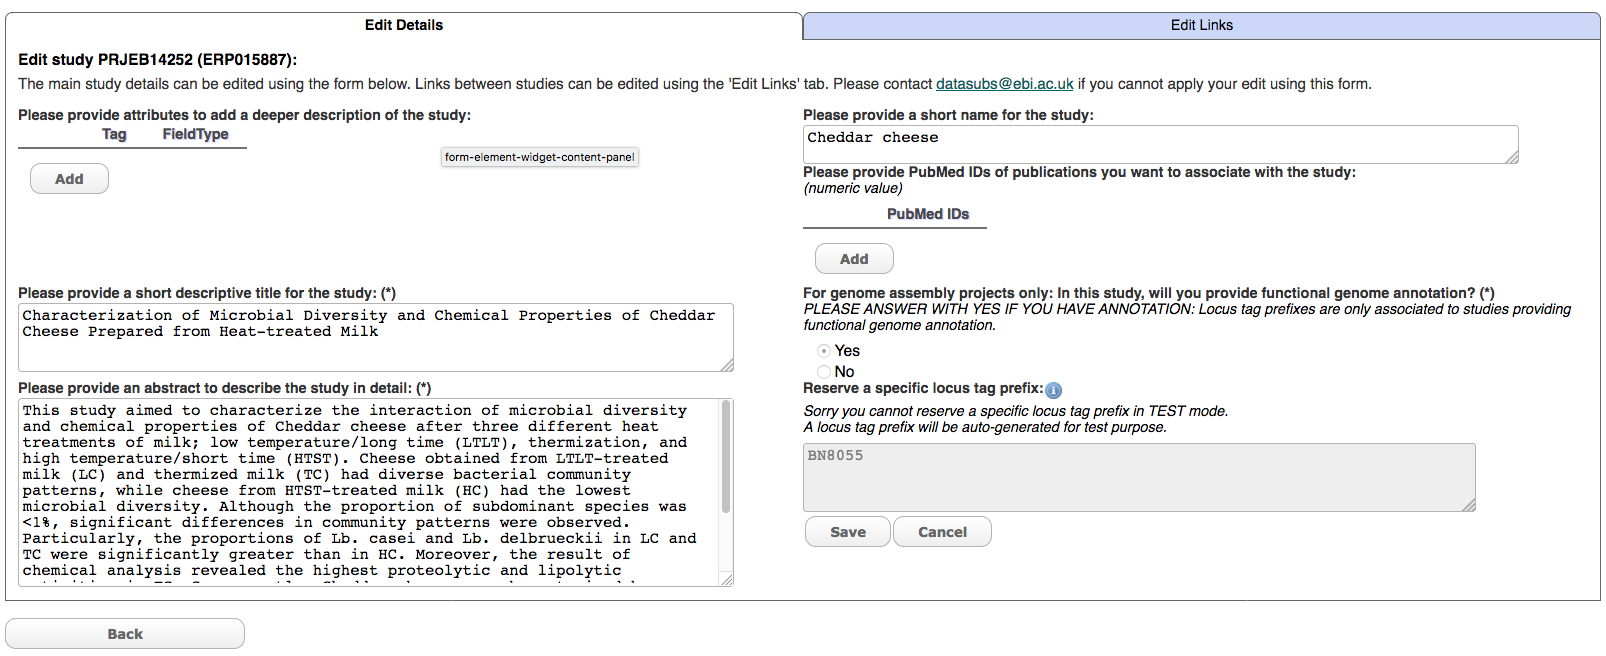 Edit Details
Edit Links
Edit study PRJEB14252 (ERP015887):
The main study details can be edited using the form below. Links between studies can be edited using the 'Edit Links' tab. Please contact datasubs@ebi.ac.uk if you cannot apply your edit using this form.
Please provide attributes to add a deeper description of the study:
Tag FieldType
form-element-widget-content-panel
Add
Please provide a short descriptive title for the study: (*)
Characterization of Microbial Diversity and Chemical Properties of Cheddar
Cheese Prepared from Heat-treated Milk
Please provide an abstract to describe the study in detail: (*)
This study aimed to characterize the interaction of microbial diversity
and chemical properties of Cheddar cheese after three different heat
treatments of milk; low temperature/long time (LTLT), thermization, and
high temperature/short time (HTST). Cheese obtained from LTLT-treated
milk (LC) and thermized milk (TC) had diverse bacterial community
patterns, while cheese from HTST-treated milk (HC) had the lowest
microbial diversity. Although the proportion of subdominant species was
<1%, significant differences in community patterns were observed.
Particularly, the proportions of Lb. casei and Lb. delbrueckii in LC and
TC were significantly greater than in HC. Moreover, the result of
chemical analysis revealed the highest proteolytic and lipolytic
Please provide a short name for the study:
Cheddar cheese
Please provide PubMed IDs of publications you want to associate with the study:
(numeric value)
PubMed IDs
Add
For genome assembly projects only: In this study, will you provide functional genome annotation? (*)
PLEASE ANSWER WITH YES IF YOU HAVE ANNOTATION: Locus tag prefixes are only associated to studies providing
functional genome annotation.
Yes
No
Reserve a specific locus tag prefix:
Sorry you cannot reserve a specific locus tag prefix in TEST mode.
A locus tag prefix will be auto-generated for test purpose.
BN8055
Save Cancel
Back